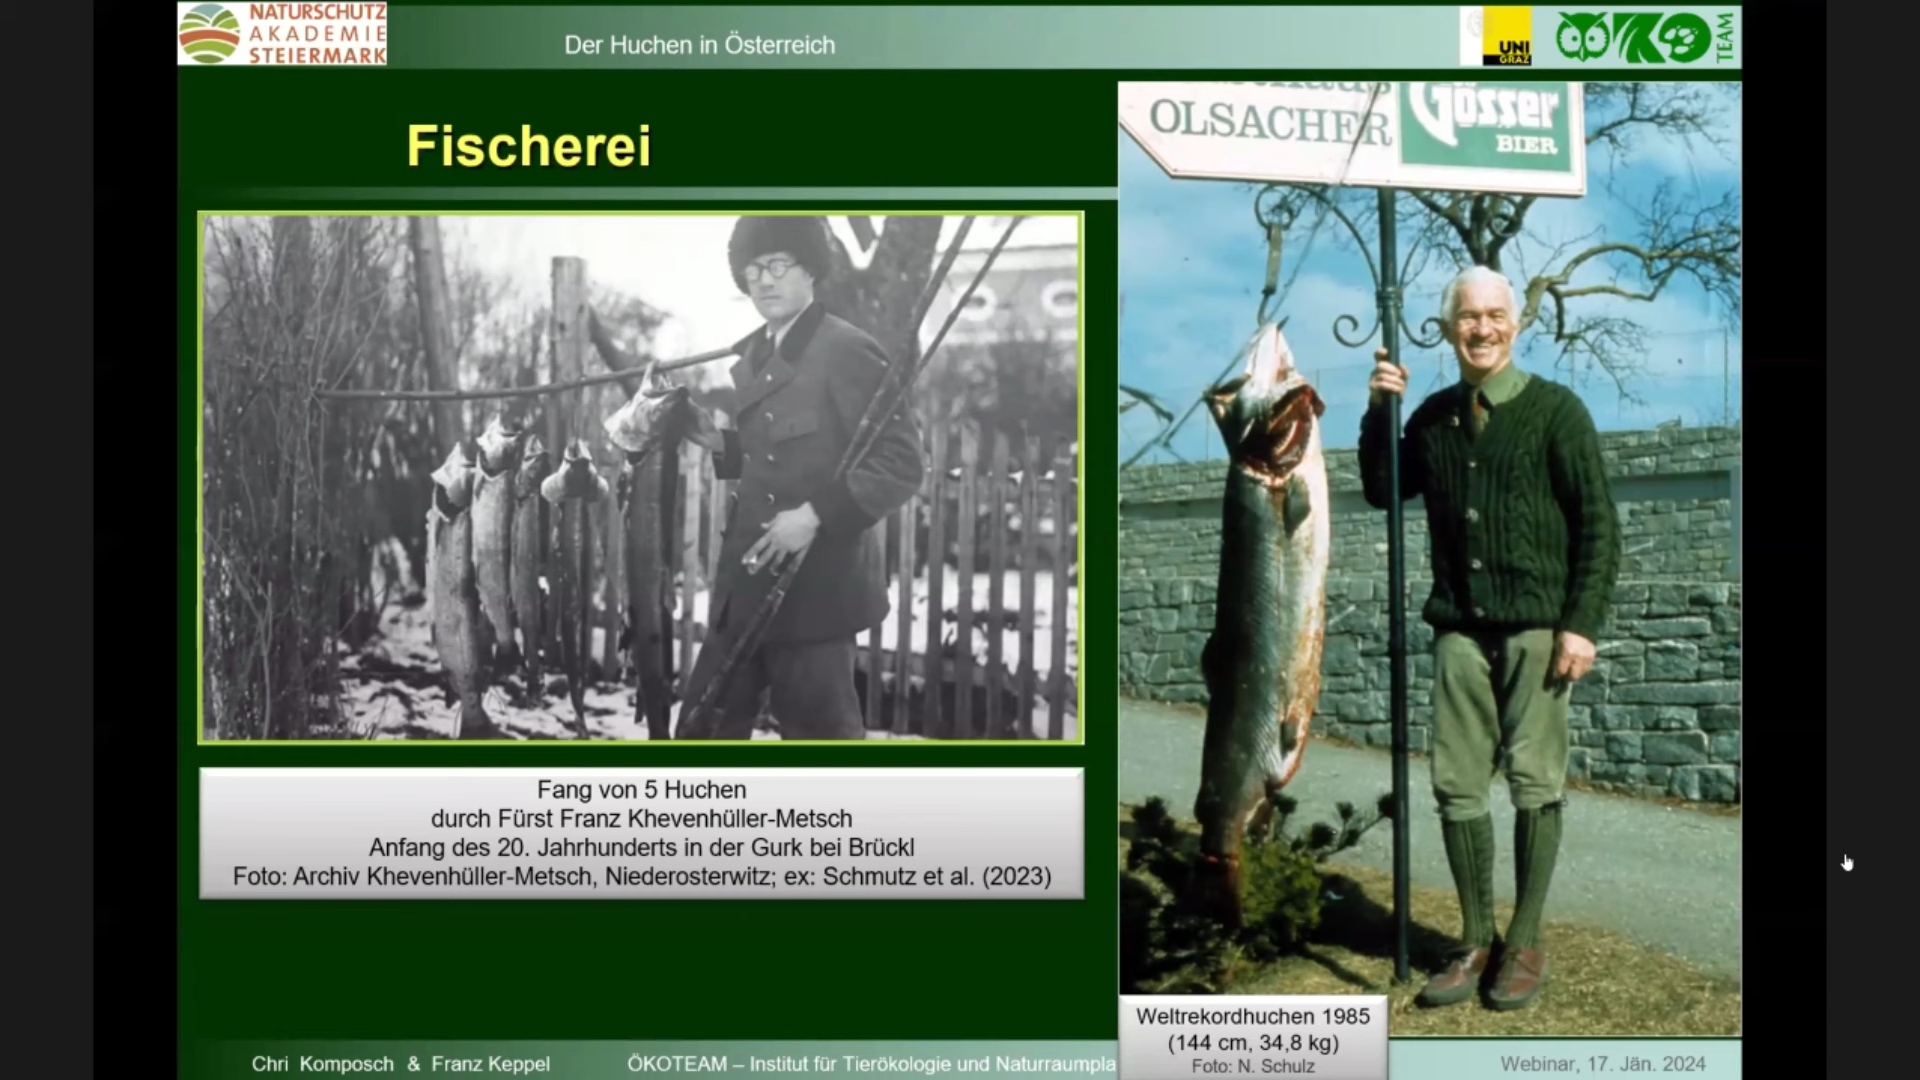 NATURSCHUTZ
AKADEMIE
STEIERMARK
Der Huchen in Österreich
UNI
GRAZ
ÖKO
TEAM
Fischerei
OLSACHER
Gösser
BIER
Fang von 5 Huchen
durch Fürst Franz Khevenhüller-Metsch
Anfang des 20. Jahrhunderts in der Gurk bei Brückl
Foto: Archiv Khevenhüller-Metsch, Niederosterwitz; ex: Schmutz et al. (2023)
Weltrekordhuchen 1985
(144 cm, 34,8 kg)
Foto: N. Schulz
Chri Komposch & Franz Keppel
ÖKOTEAM – Institut für Tierökologie und Naturraumpla
Webinar, 17. Jän. 2024